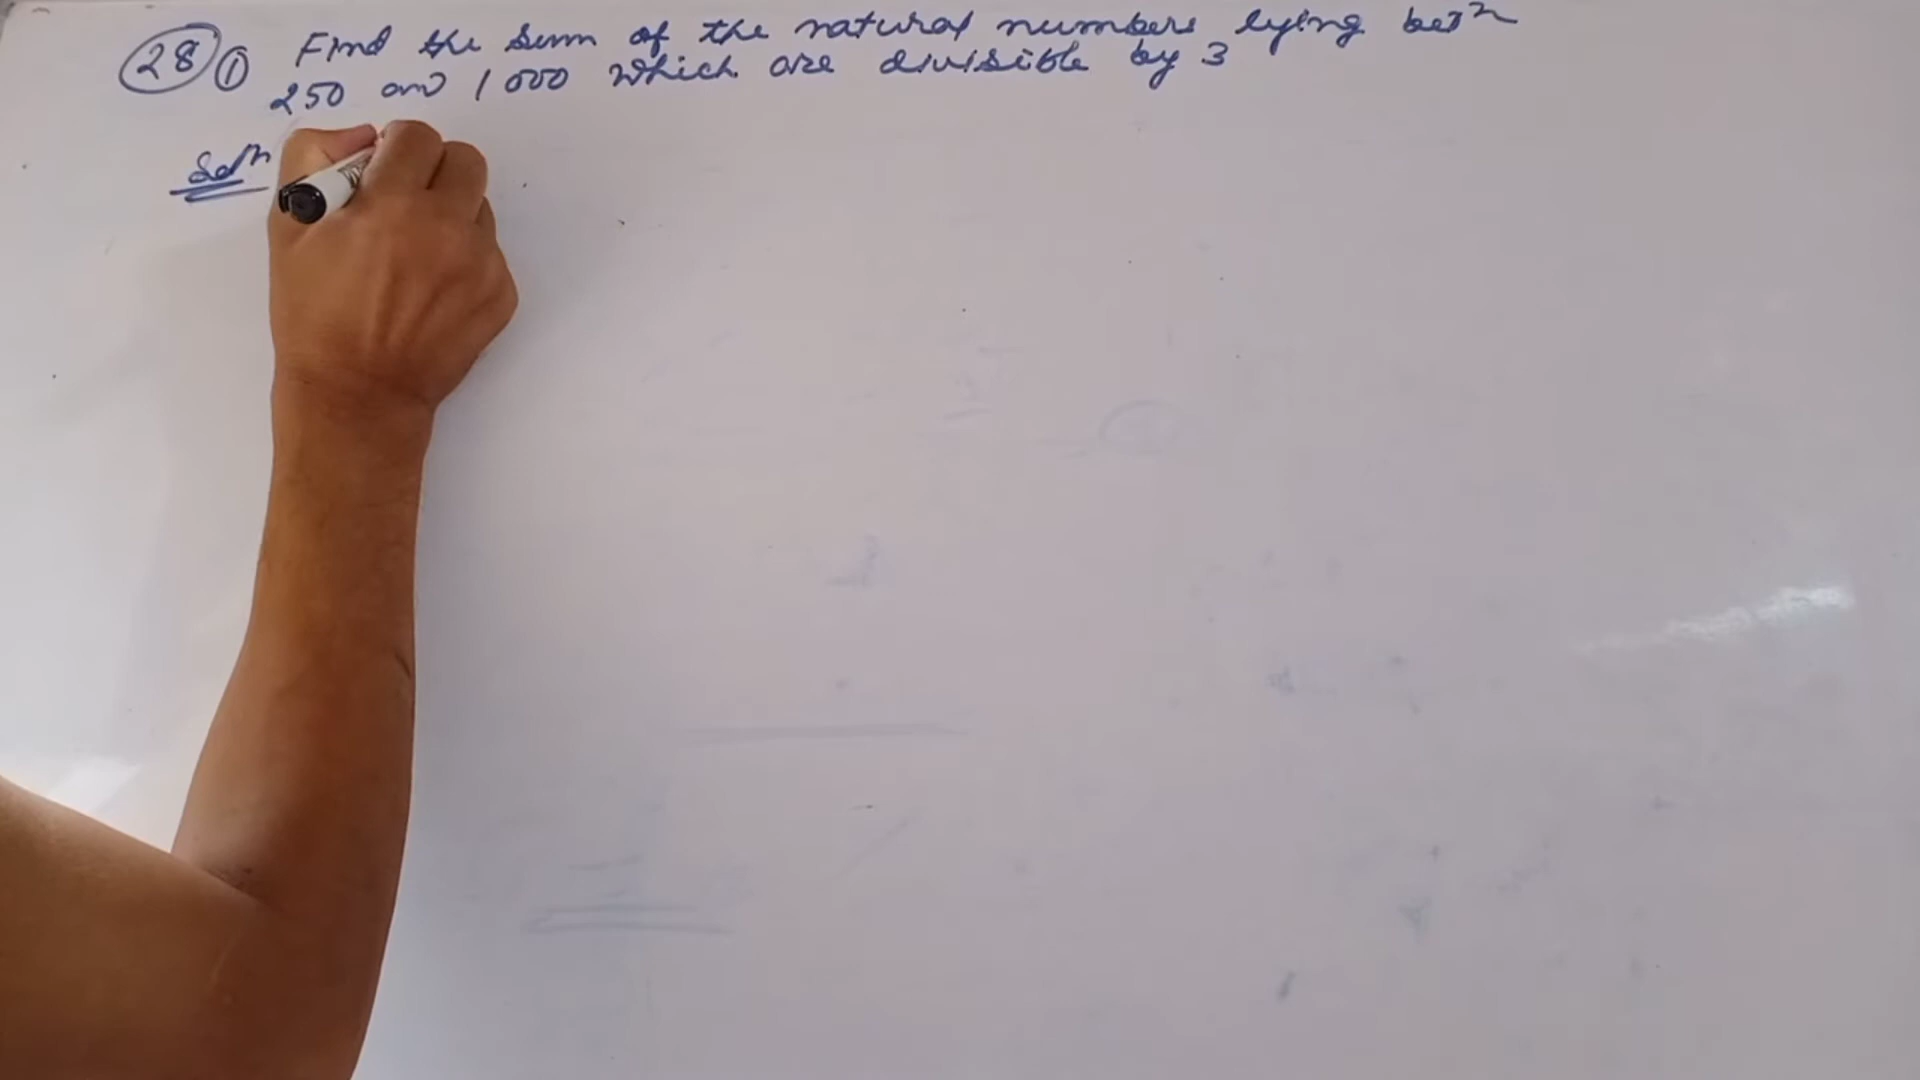 28 ① Find the sum of the natural numbers lying betⁿ
250 and 1000 which are divisible by 3
Solⁿ